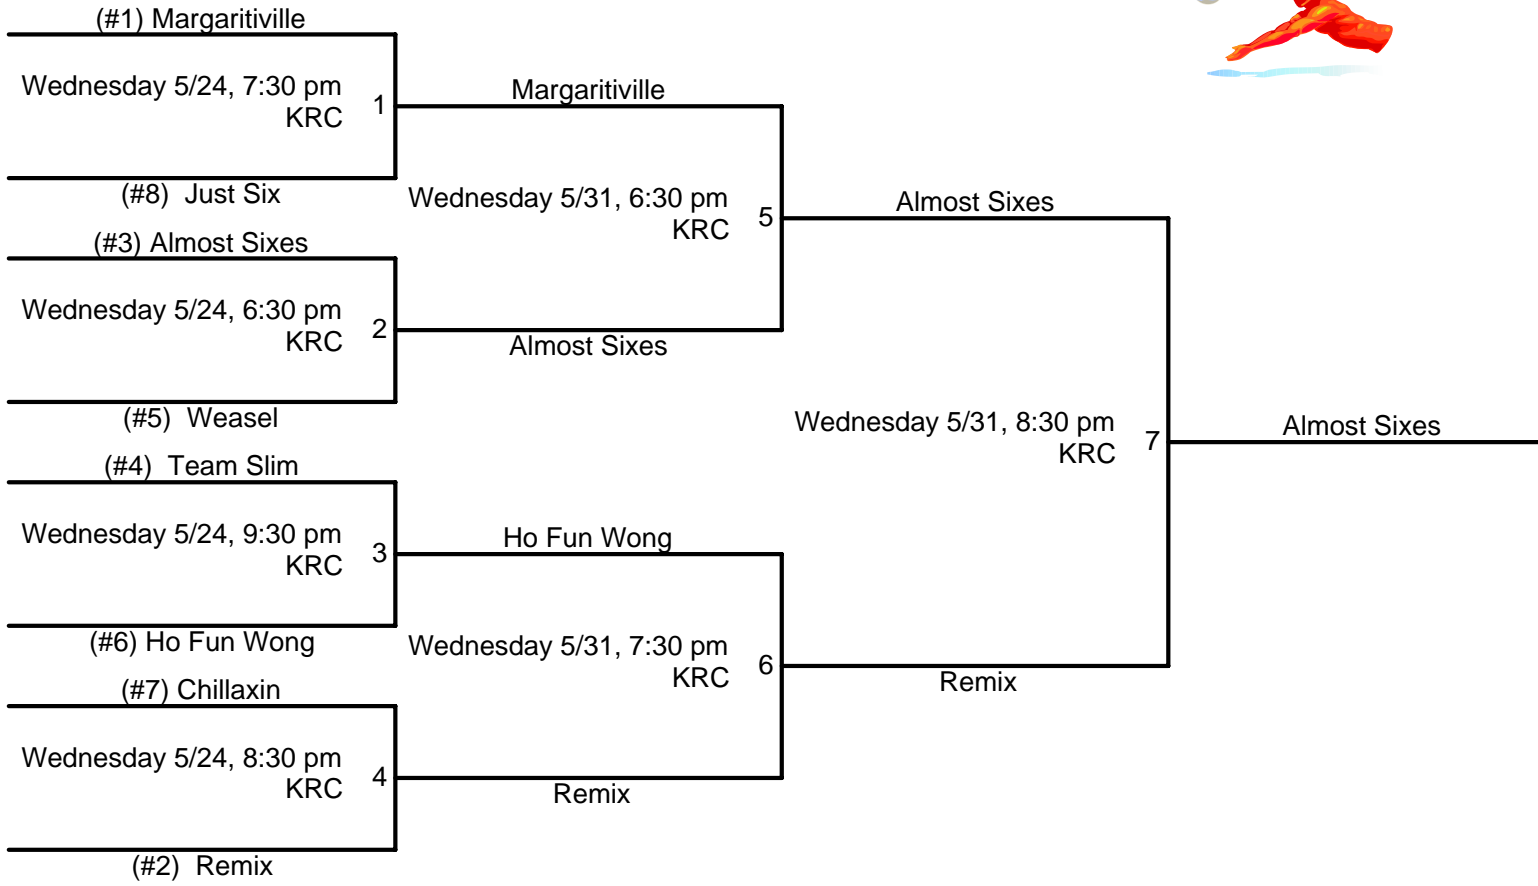 (#1) Margaritiville
Wednesday 5/24, 7:30 pm
KRC
1
Margaritiville
(#8) Just Six
Wednesday 5/31, 6:30 pm
KRC
5
Almost Sixes
(#3) Almost Sixes
Wednesday 5/24, 6:30 pm
KRC
2
Almost Sixes
(#5) Weasel
Wednesday 5/31, 8:30 pm
KRC
7
Almost Sixes
(#4) Team Slim
Wednesday 5/24, 9:30 pm
KRC
3
Ho Fun Wong
(#6) Ho Fun Wong
Wednesday 5/31, 7:30 pm
KRC
6
Remix
(#7) Chillaxin
Wednesday 5/24, 8:30 pm
KRC
4
Remix
(#2) Remix